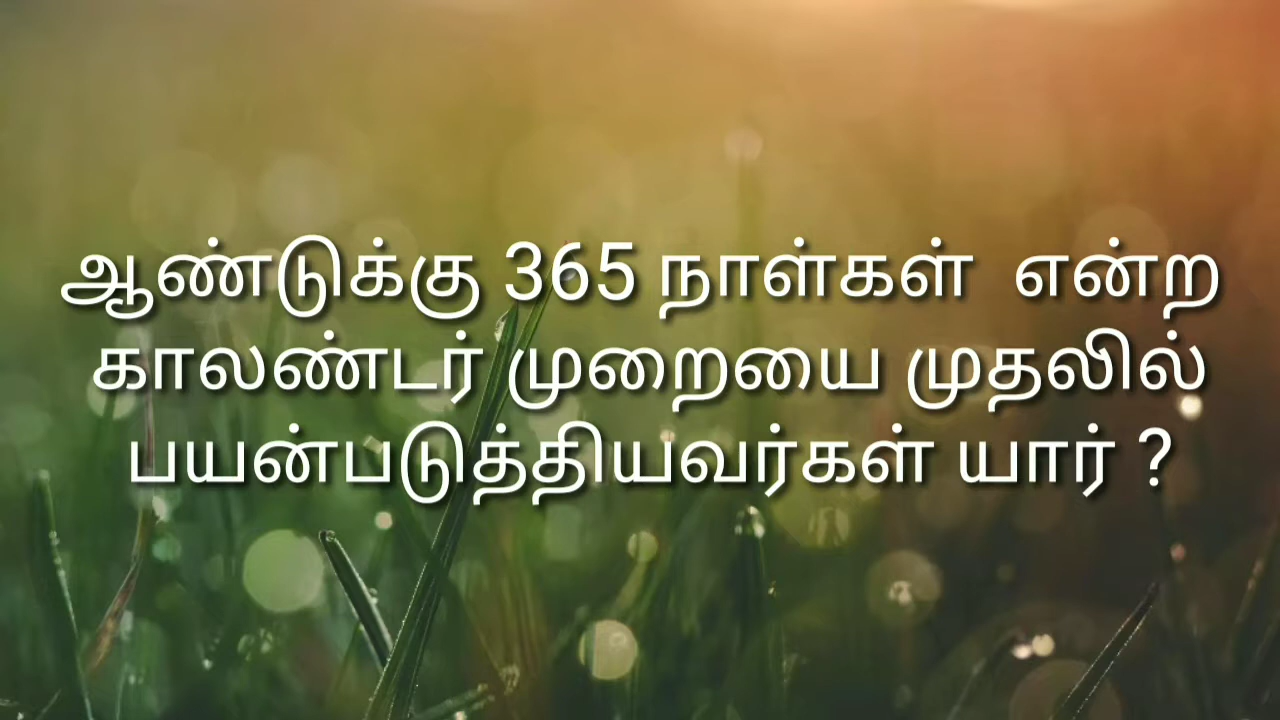 ஆண்டுக்கு 365 நாள்கள் என்ற
காலண்டர் முறையை முதலில்
பயன்படுத்தியவர்கள் யார் ?